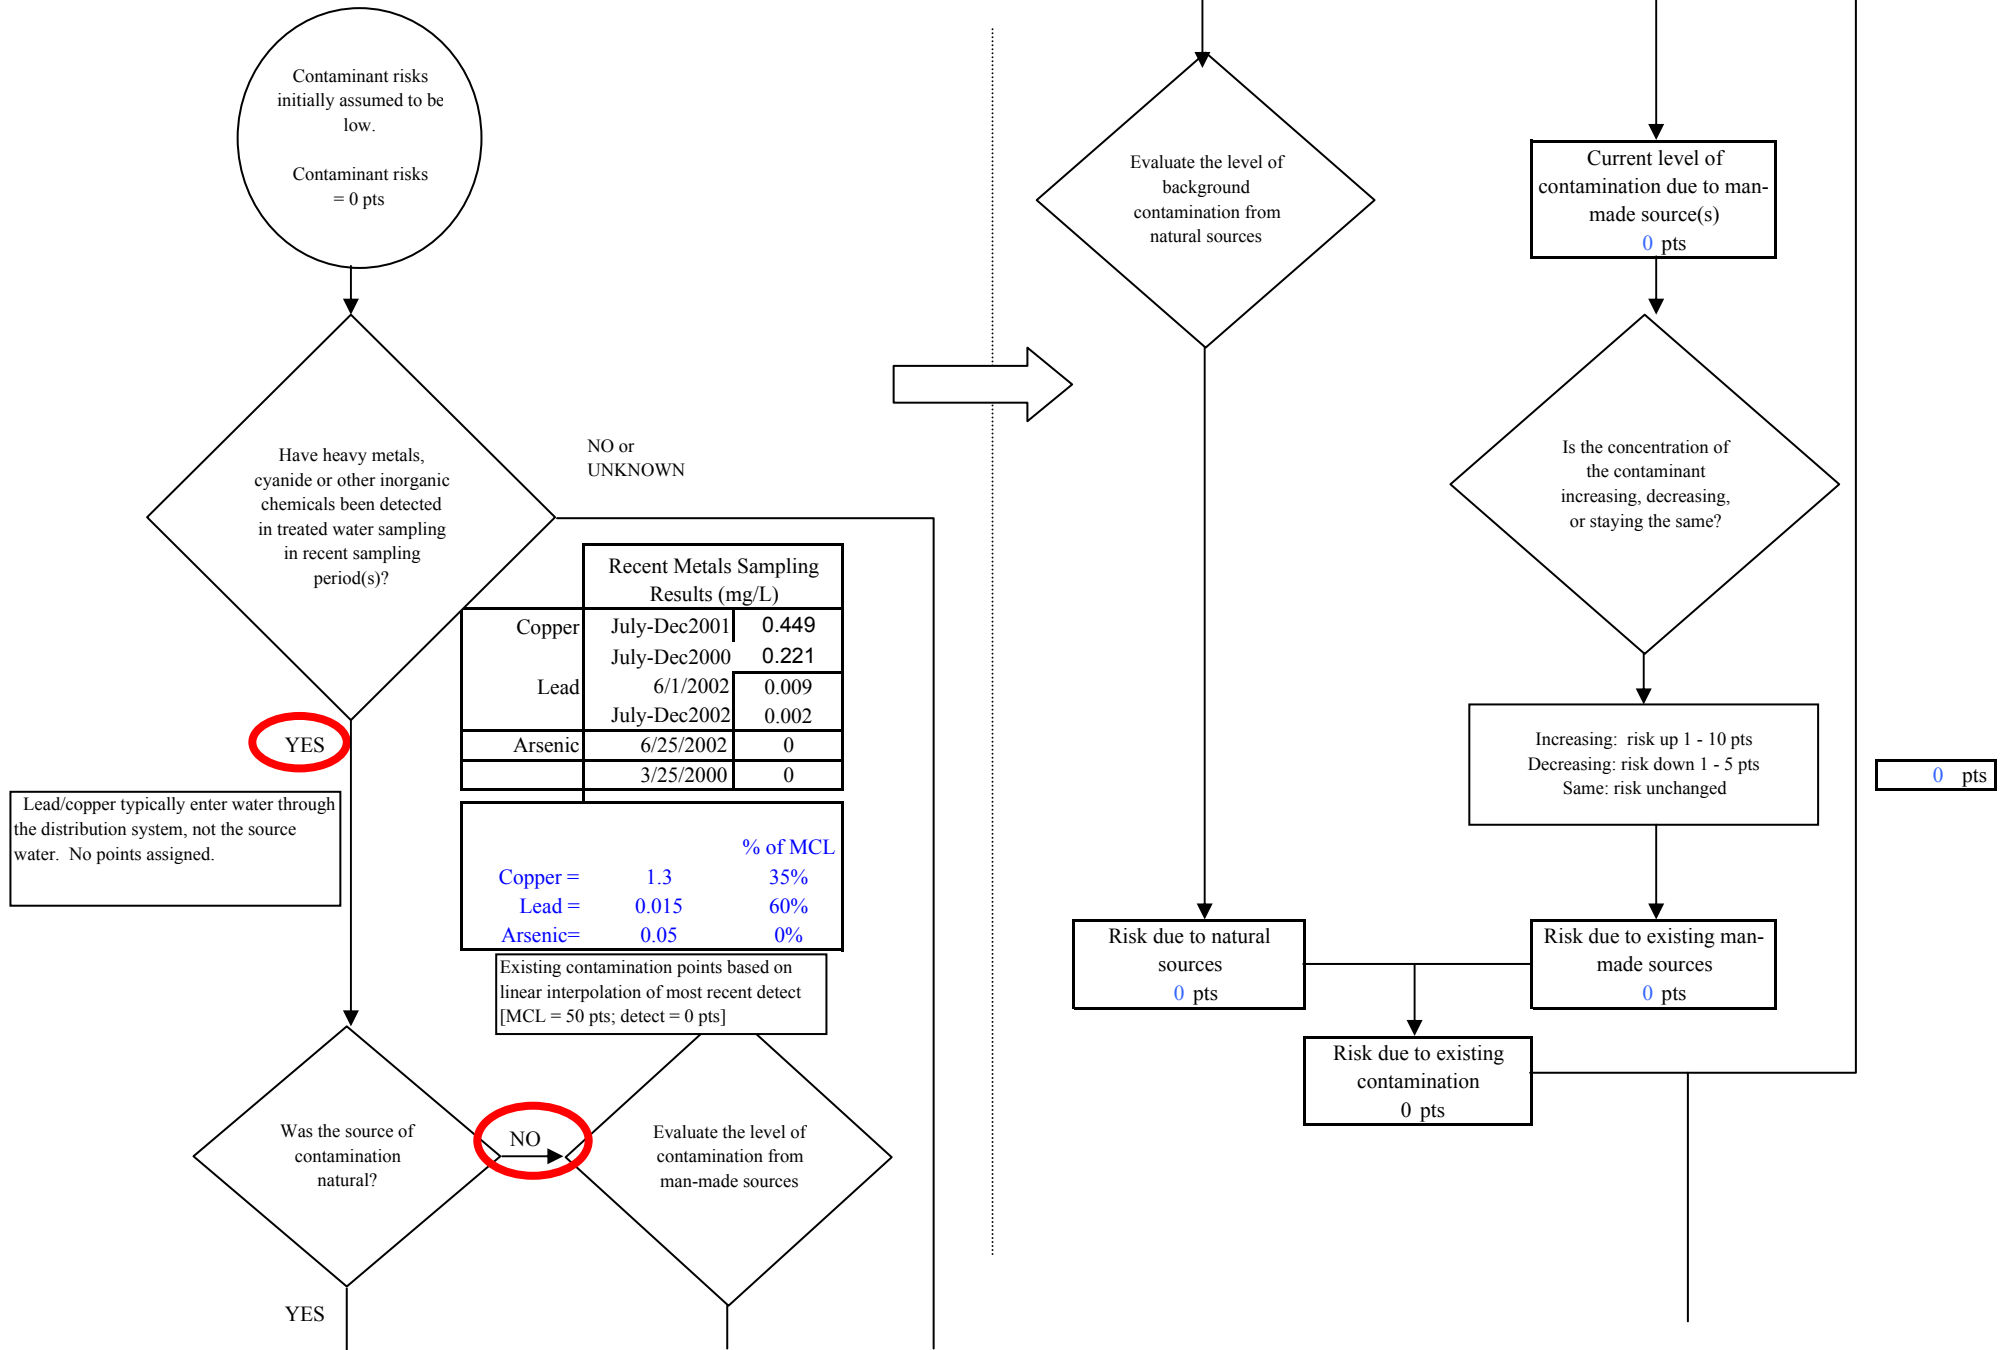 Contaminant risks
initially assumed to be
low.
Contaminant risks
= 0 pts
Have heavy metals,
cyanide or other inorganic
chemicals been detected
in treated water sampling
in recent sampling
period(s)?
NO or
UNKNOWN
Recent Metals Sampling
Results (mg/L)
Copper July-Dec2001 0.449
July-Dec2000 0.221
Lead 6/1/2002 0.009
July-Dec2002 0.002
Arsenic 6/25/2002 0
3/25/2000 0
YES
Lead/copper typically enter water through
the distribution system, not the source
water. No points assigned.
% of MCL
Copper = 1.3 35%
Lead = 0.015 60%
Arsenic= 0.05 0%
Existing contamination points based on
linear interpolation of most recent detect
[MCL = 50 pts; detect = 0 pts]
Was the source of
contamination
natural?
NO
Evaluate the level of
contamination from
man-made sources
YES
Evaluate the level of
background
contamination from
natural sources
Current level of
contamination due to man-
made source(s)
0 pts
Is the concentration of
the contaminant
increasing, decreasing,
or staying the same?
Increasing: risk up 1 - 10 pts
Decreasing: risk down 1 - 5 pts
Same: risk unchanged
0 pts
Risk due to natural
sources
0 pts
Risk due to existing man-
made sources
0 pts
Risk due to existing
contamination
0 pts